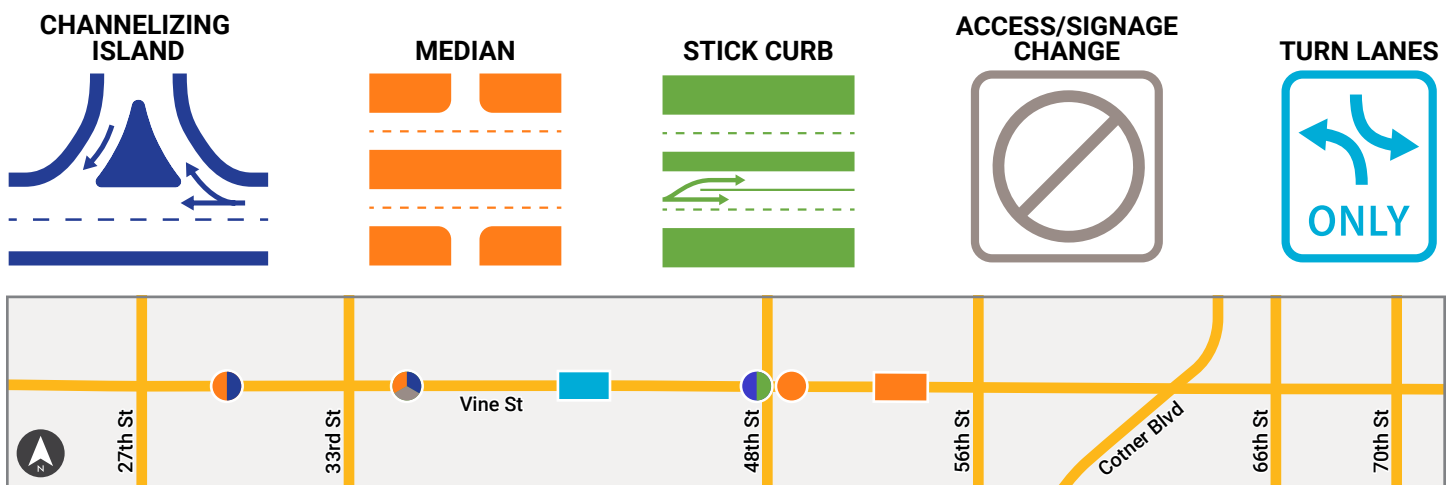 CHANNELIZING
ISLAND
MEDIAN
STICK CURB
ACCESS/SIGNAGE
CHANGE
TURN LANES
ONLY
27th St
33rd St
Vine St
48th St
56th St
Cotner Blvd
66th St
70th St
N